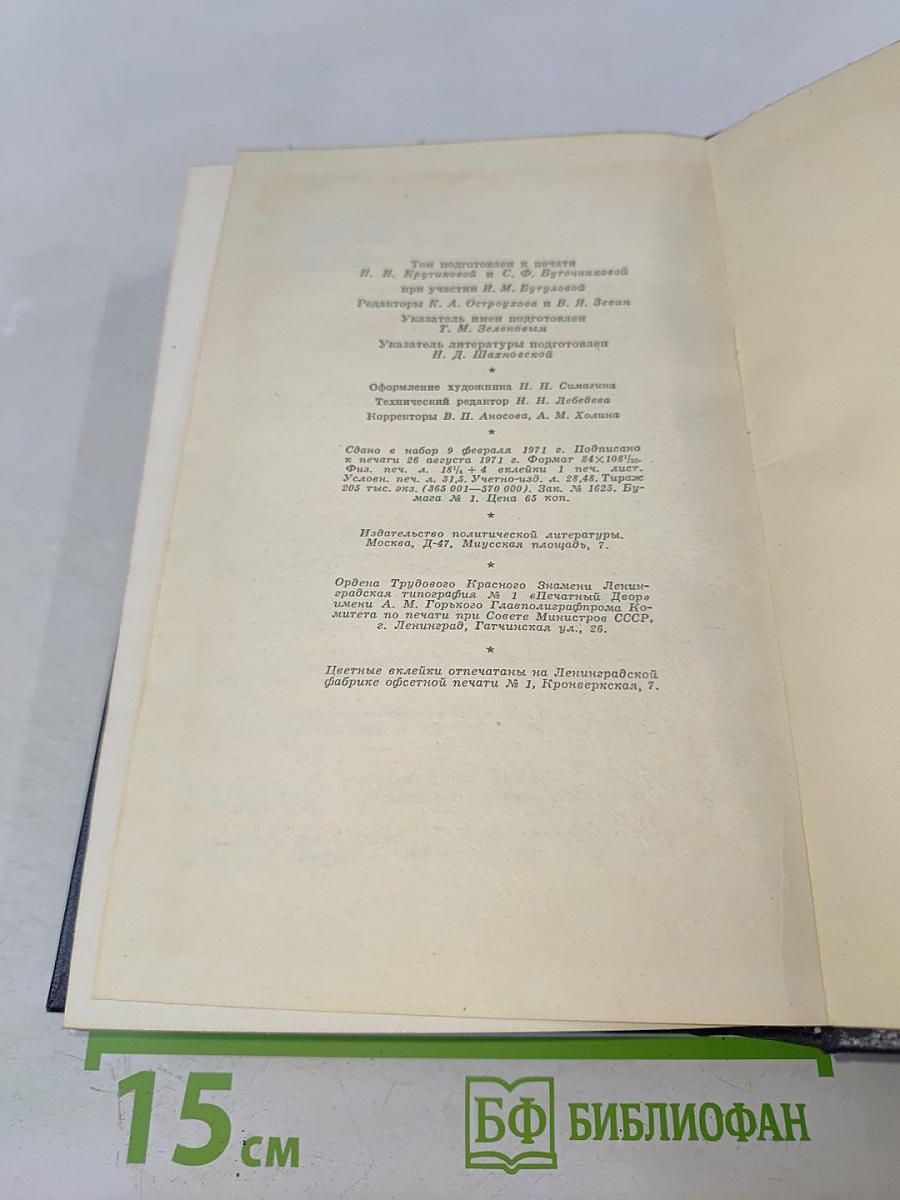 Том подготовлен к печати
Н. Н. Крутиковой и С. Ф. Буточниковой
при участии И. М. Бутуловой
Редакторы К. А. Остроухова и В. Я. Зевин
Указатель имен подготовлен
Т. М. Зеленовым
Указатель литературы подготовлен
И. Д. Шахновской
*
Оформление художника Н. Н. Симагина
Технический редактор Н. Н. Лебедева
Корректоры В. П. Аносова, А. М. Холина
*
Сдано в набор 9 февраля 1971 г. Подписано
к печати 26 августа 1971 г. Формат 84×108¹/₃₂.
Физ. печ. л. 18¹/₄ + 4 вклейки 1 печ. лист.
Условн. печ. л. 31,5. Учетно-изд. л. 28,48. Тираж
205 тыс. экз. (365 001—570 000). Зак. № 1625. Бу-
мага № 1. Цена 65 коп.
*
Издательство политической литературы.
Москва, Д-47, Миусская площадь, 7.
*
Ордена Трудового Красного Знамени Ленин-
градская типография № 1 «Печатный Двор»
имени А. М. Горького Главполиграфпрома Ко-
митета по печати при Совете Министров СССР,
г. Ленинград, Гатчинская ул., 26.
*
Цветные вклейки отпечатаны на Ленинградской
фабрике офсетной печати № 1, Кронверкская, 7.
15 см
БФ БИБЛИОФАН